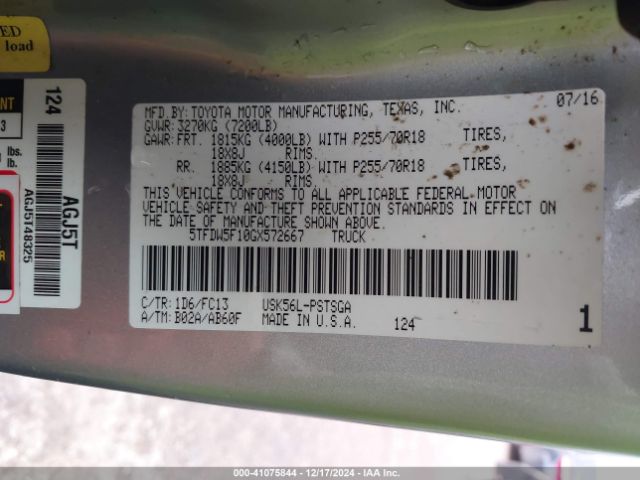 ED
load
NT
3
lbs.
lb.
124
AGJ5T
AGJ5T48325
MFD.BY:TOYOTA MOTOR MANUFACTURING, TEXAS, INC. 07/16
GVWR:3270KG (7200LB)
GAWR:FRT. 1815KG (4000LB) WITH P255/70R18 TIRES,
18X8J RIMS.
RR. 1885KG (4150LB) WITH P255/70R18 TIRES,
18X8J RIMS.
THIS VEHICLE CONFORMS TO ALL APPLICABLE FEDERAL MOTOR
VEHICLE SAFETY AND THEFT PREVENTION STANDARDS IN EFFECT ON
THE DATE OF MANUFACTURE SHOWN ABOVE.
5TFDW5F10GX572667 TRUCK
C/TR:1D6/FC13 USK56L-PSTSGA
A/TM:B02A/AB60F MADE IN U.S.A. 124
1
000-41075844 | 12/17/2024 | IAA Inc.